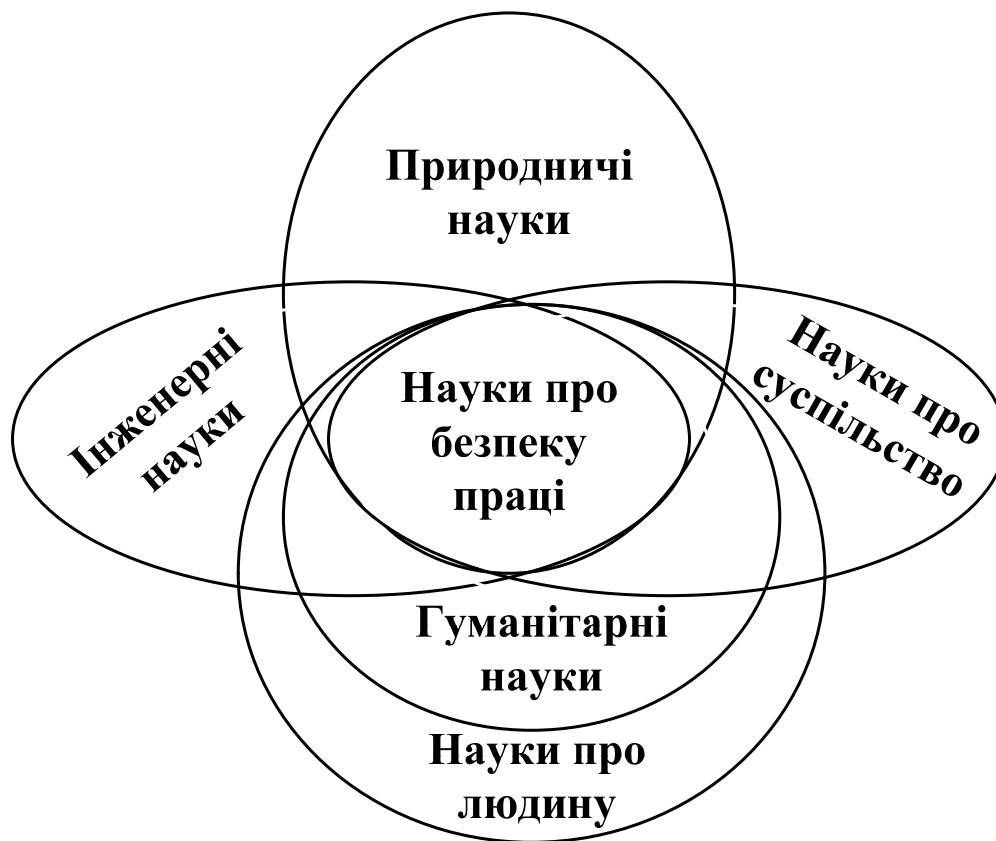 Природничі
науки
Інженерні
науки
Науки про
суспільство
Науки про
безпеку
праці
Гуманітарні
науки
Науки про
людину